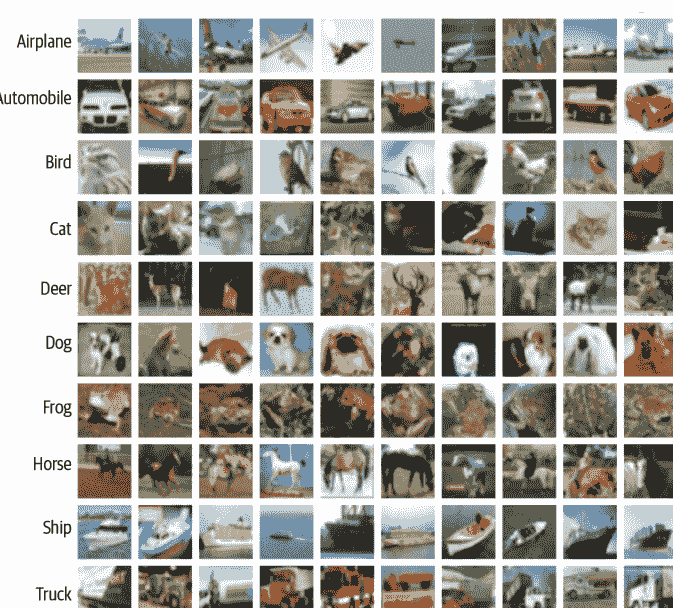 Airplane
Automobile
Bird
Cat
Deer
Dog
Frog
Horse
Ship
Truck